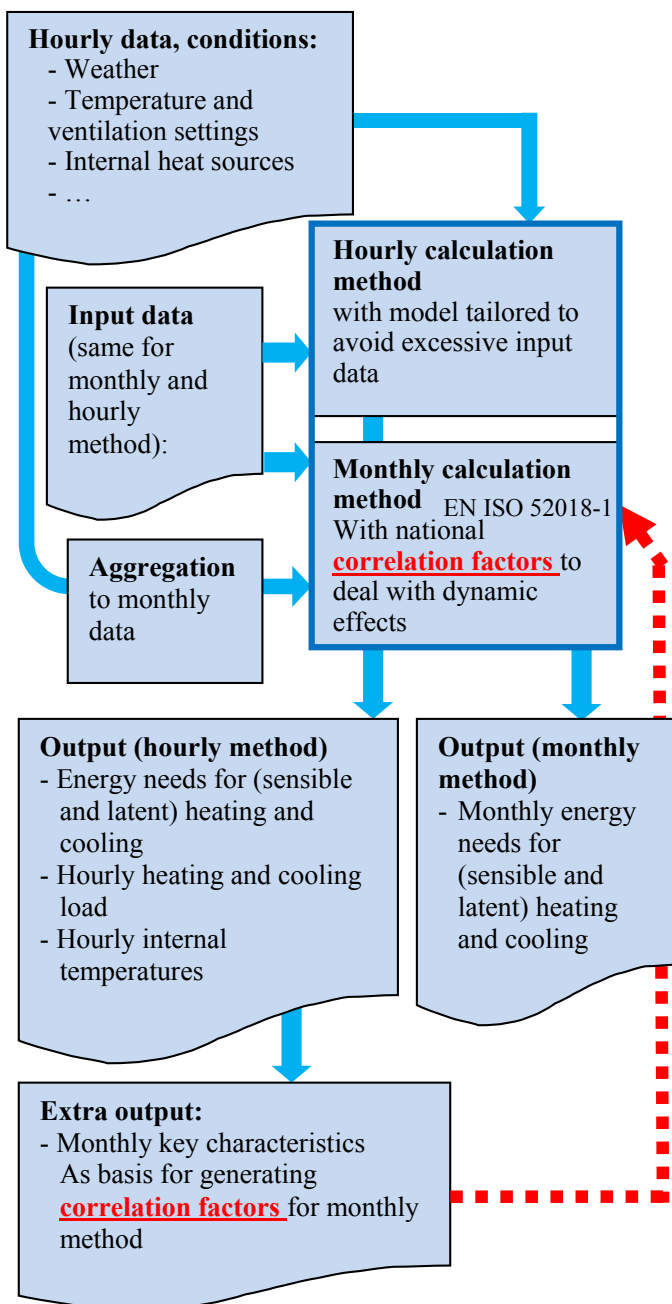 Hourly data, conditions:
- Weather
- Temperature and
ventilation settings
- Internal heat sources
- …
Hourly calculation
method
with model tailored to
avoid excessive input
data
Input data
(same for
monthly and
hourly
method):
Monthly calculation
method EN ISO 52018-1
With national
correlation factors to
deal with dynamic
effects
Aggregation
to monthly
data
Output (hourly method)
- Energy needs for (sensible
and latent) heating and
cooling
- Hourly heating and cooling
load
- Hourly internal
temperatures
Output (monthly
method)
- Monthly energy
needs for
(sensible and
latent) heating
and cooling
Extra output:
- Monthly key characteristics
As basis for generating
correlation factors for monthly
method